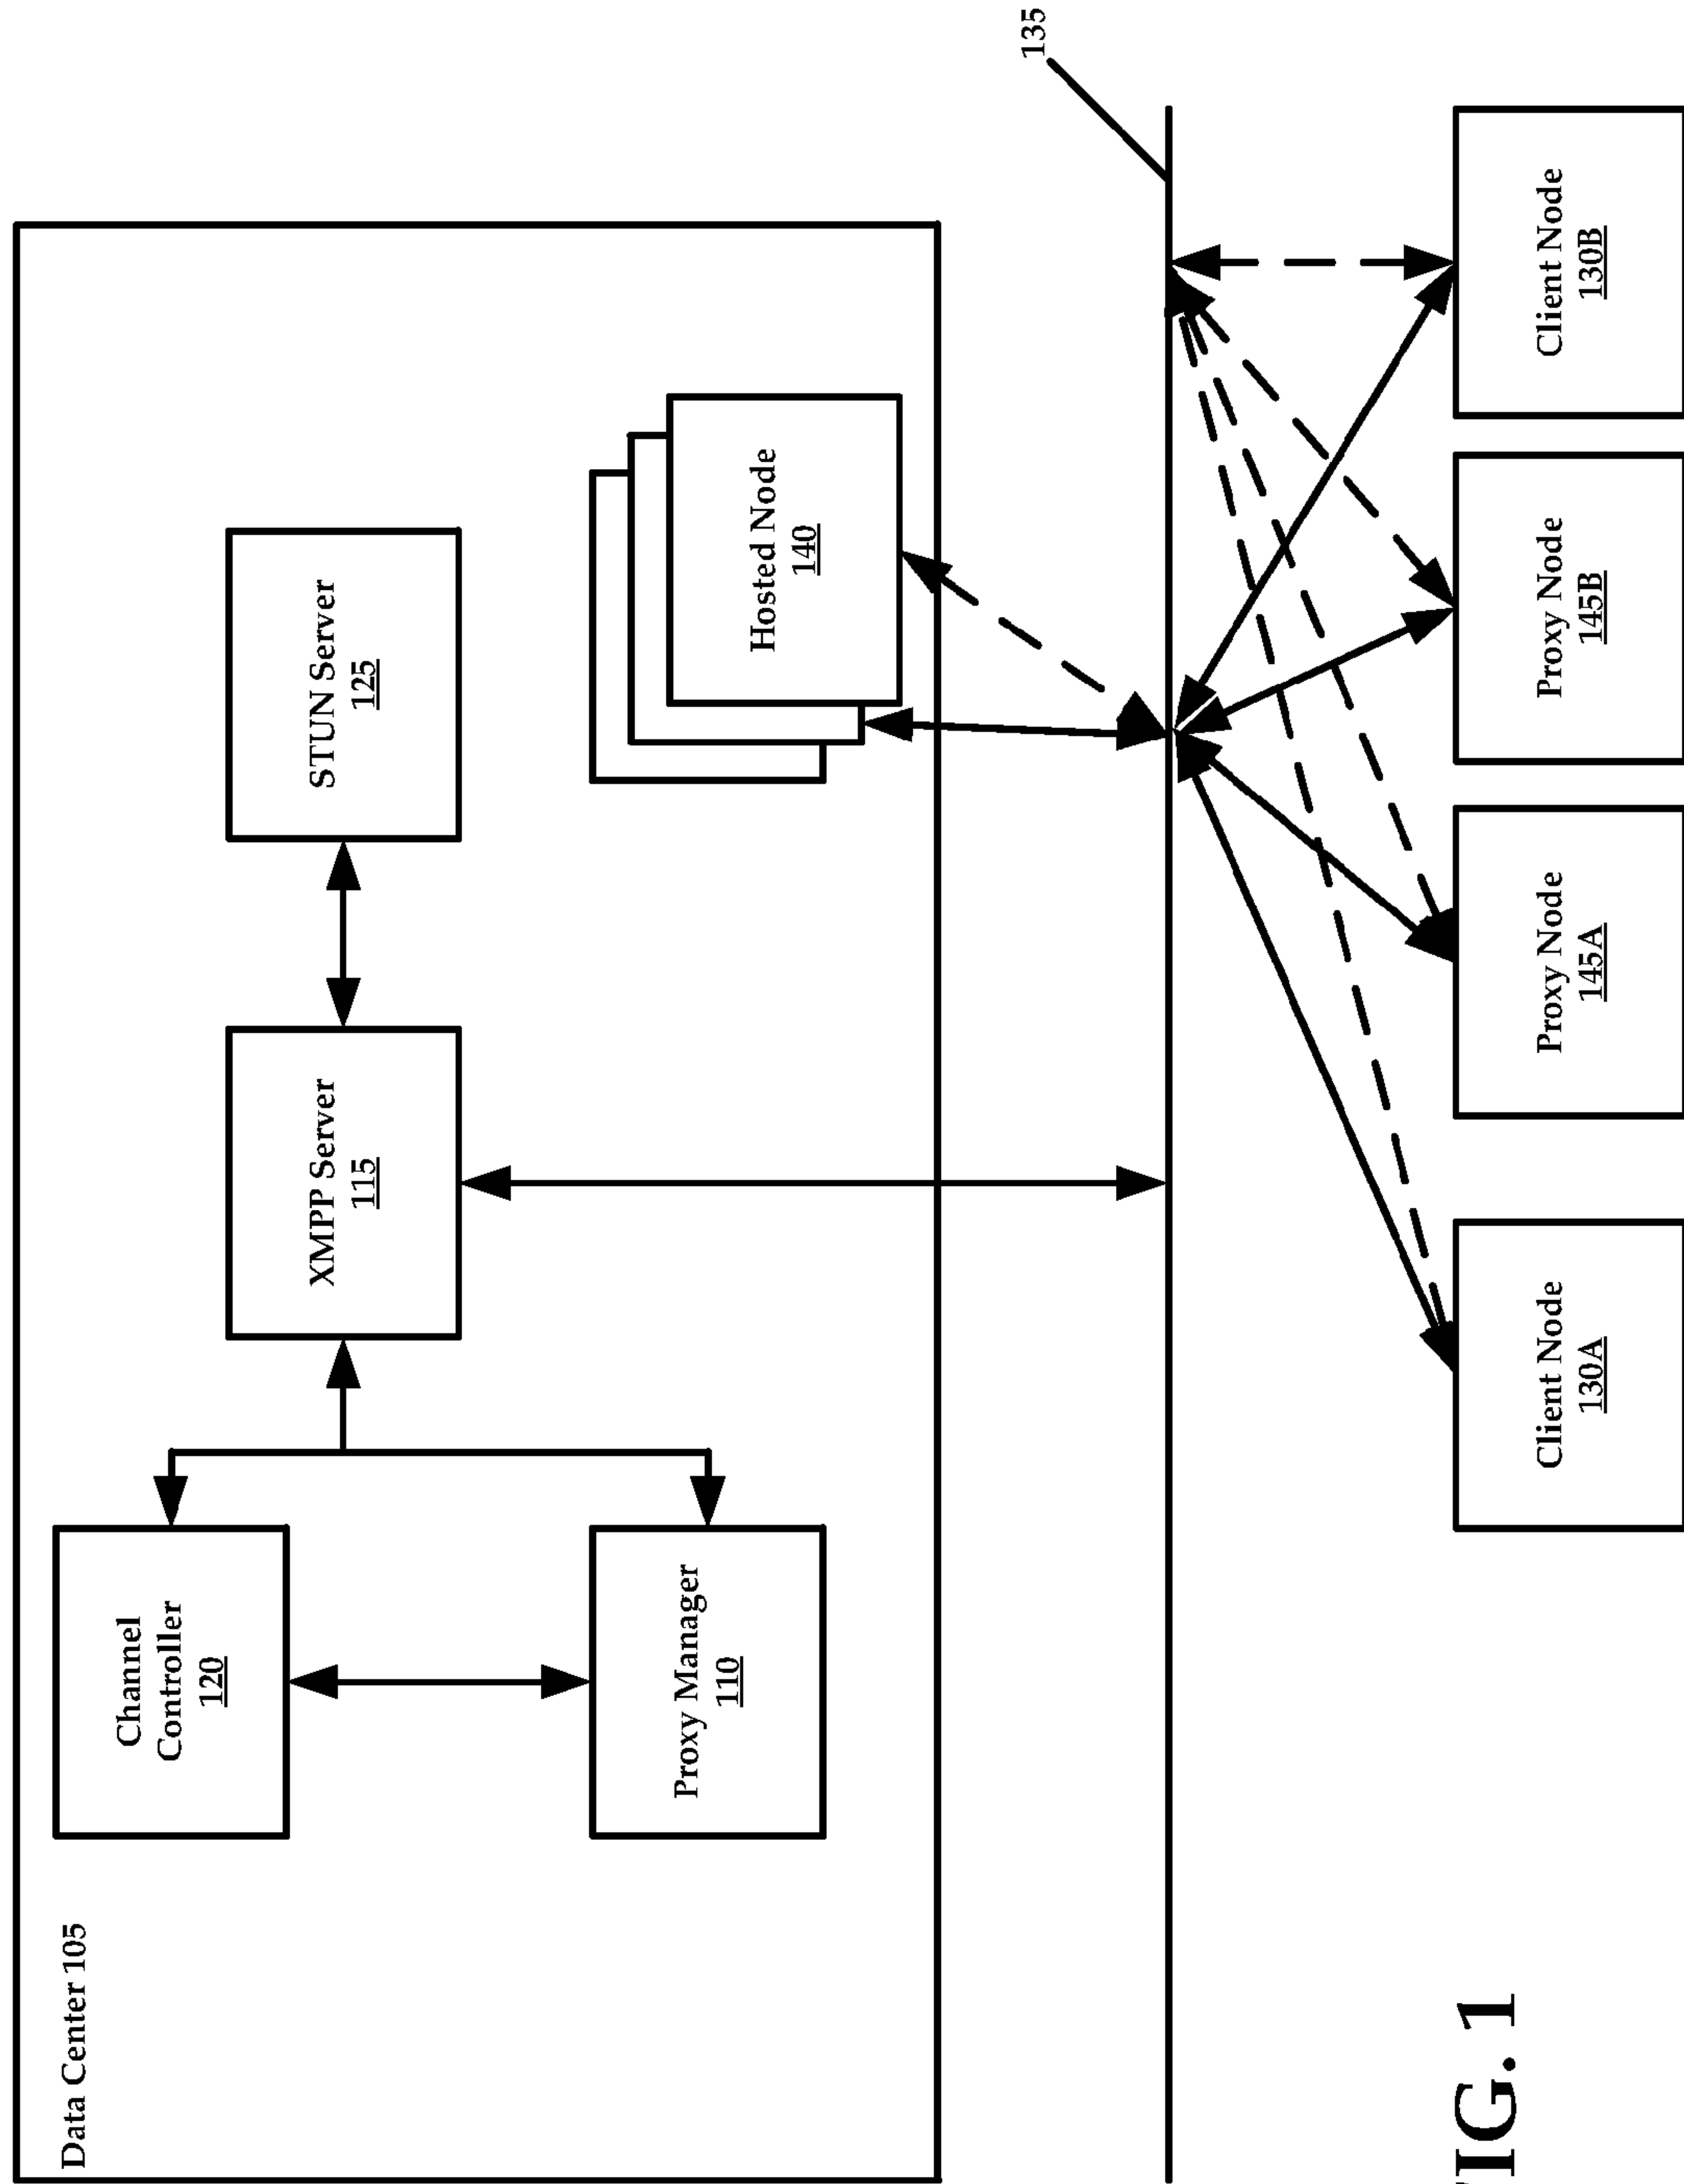 Data Center 105
Channel
Controller
120
Proxy Manager
110
XMPP Server
115
STUN Server
125
Hosted Node
140
135
Client Node
130A
Proxy Node
145A
Proxy Node
145B
Client Node
130B
FIG. 1